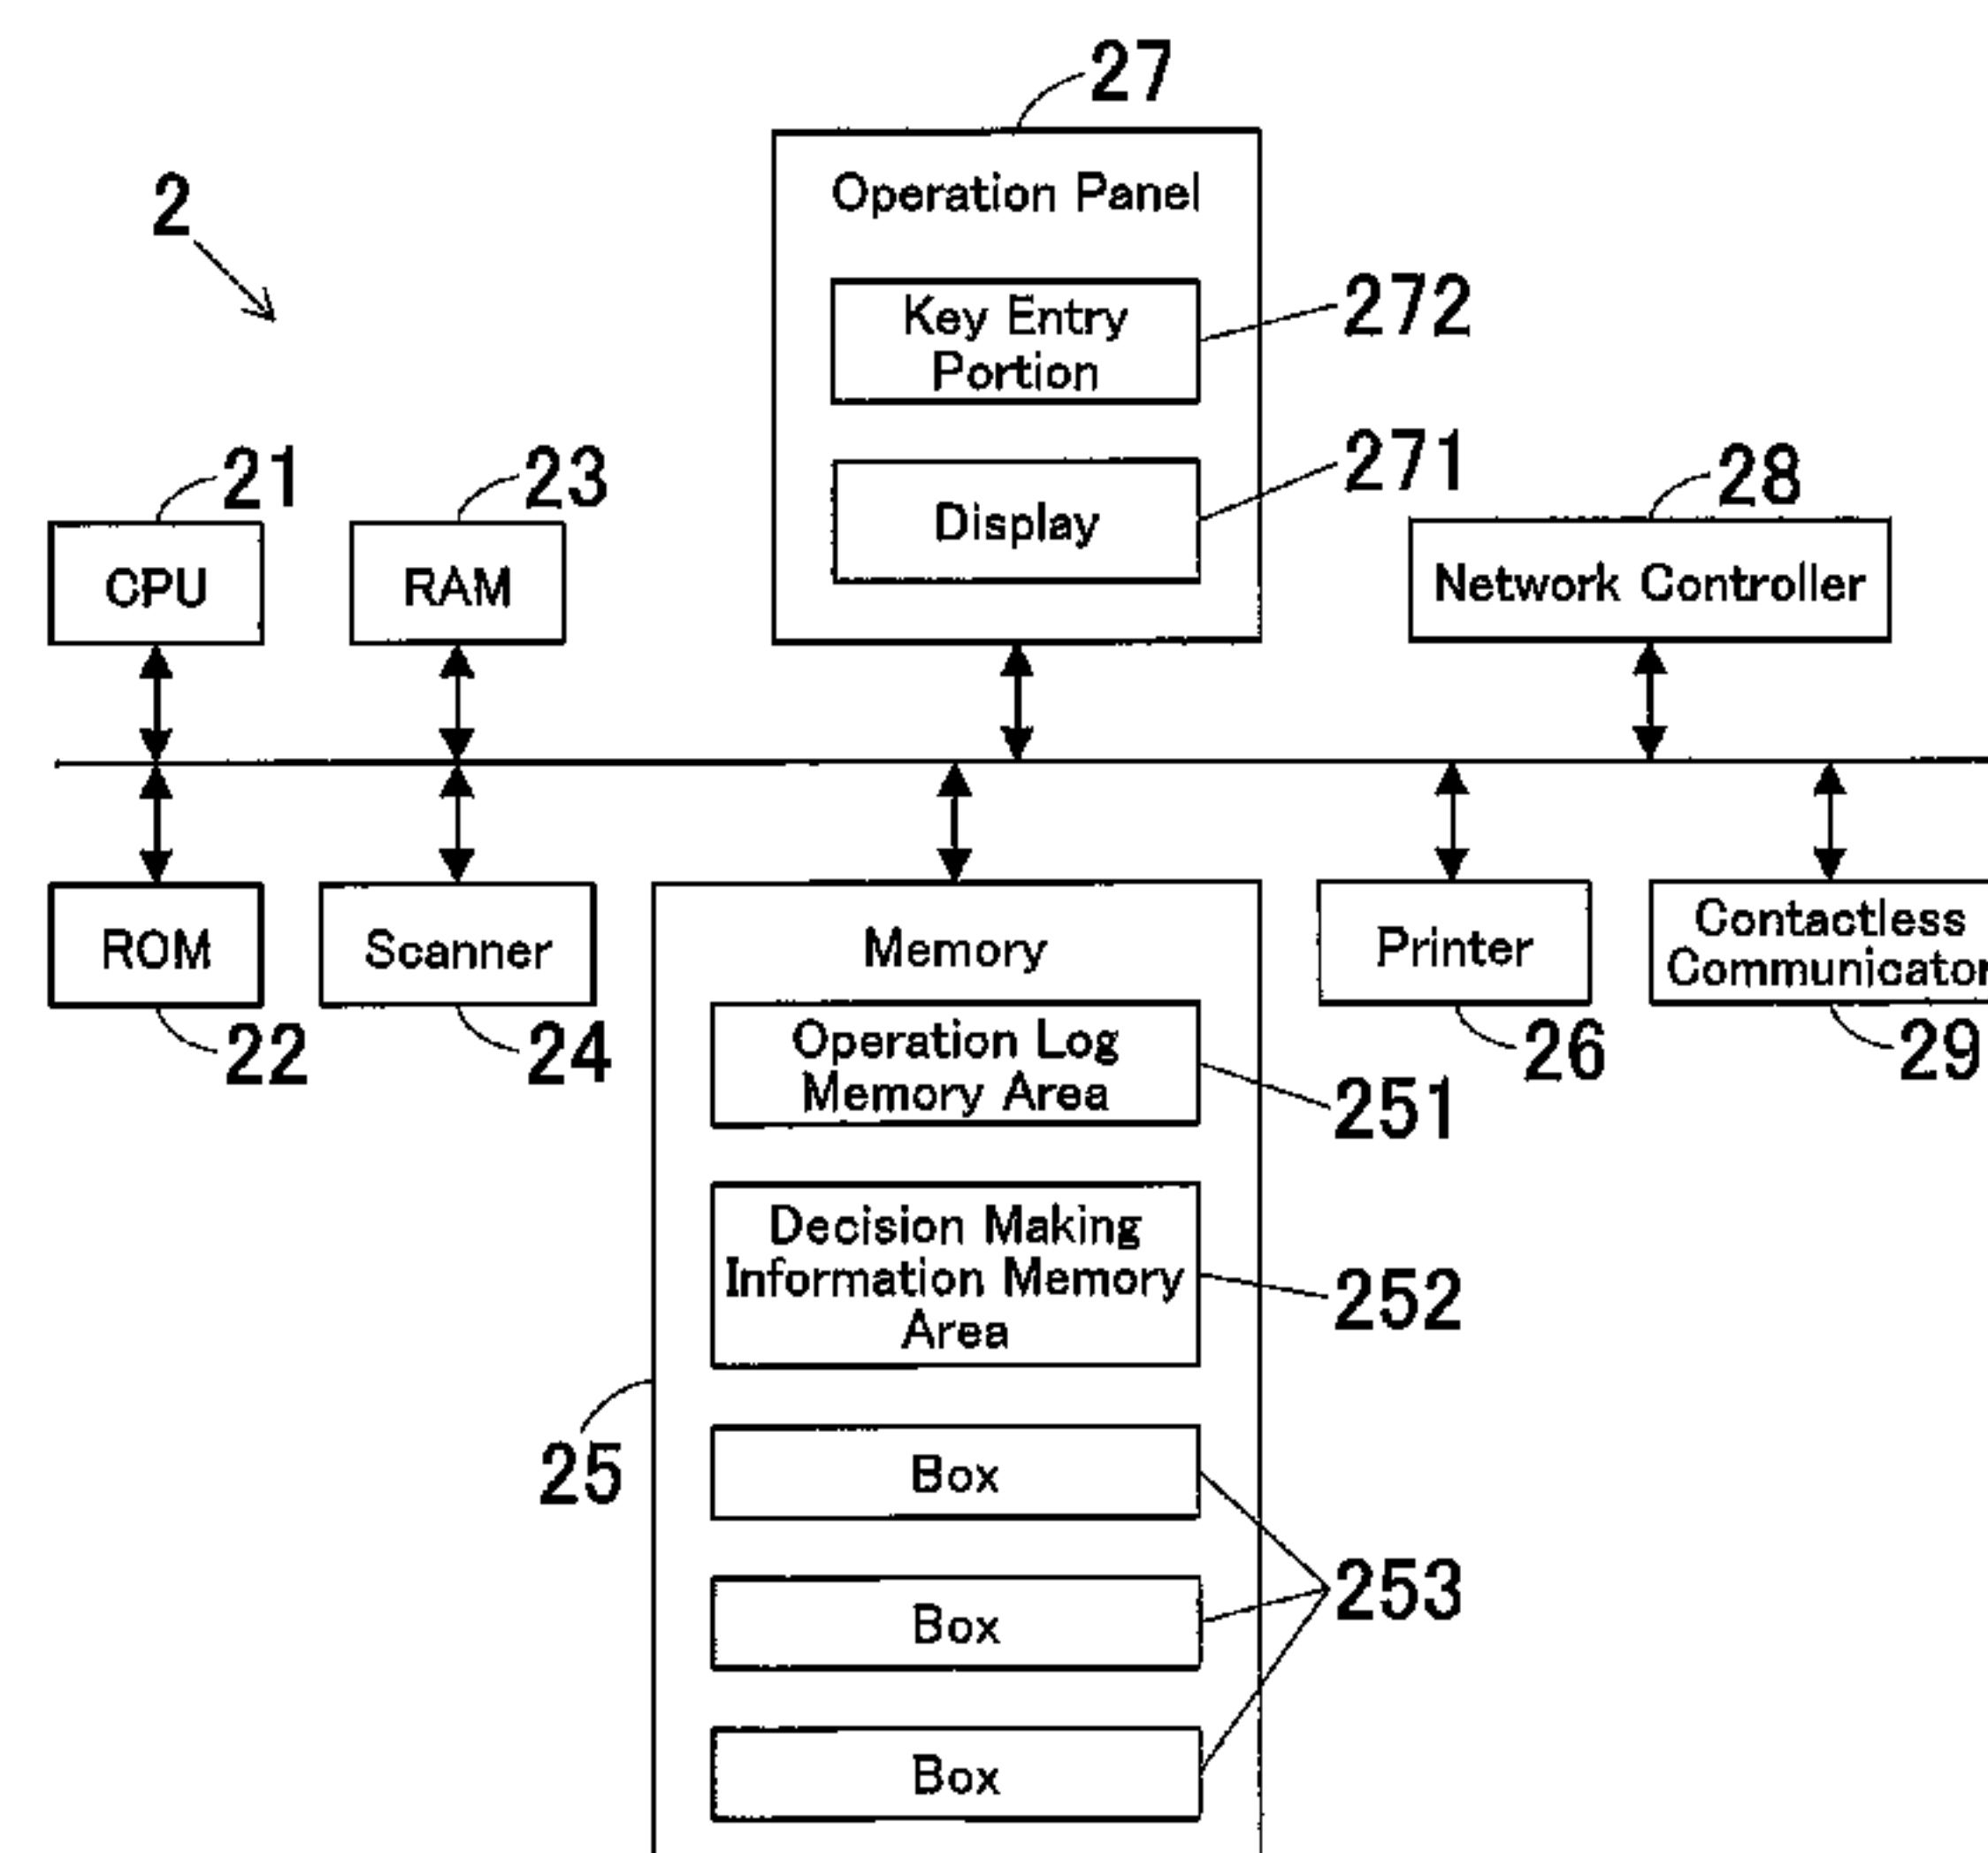 27
2
Operation Panel
Key Entry
Portion
272
271
Display
21
23
28
CPU
RAM
Network Controller
ROM
Scanner
Memory
Printer
Contactless
Communicator
22
24
26
29
Operation Log
Memory Area
251
Decision Making
Information Memory
Area
252
25
Box
Box
253
Box